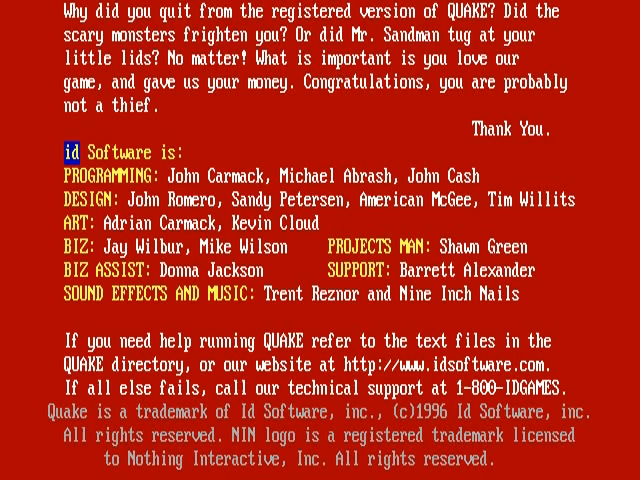 Why did you quit from the registered version of QUAKE? Did the
scary monsters frighten you? Or did Mr. Sandman tug at your
little lids? No matter! What is important is you love our
game, and gave us your money. Congratulations, you are probably
not a thief.
Thank You.
id Software is:
PROGRAMMING: John Carmack, Michael Abrash, John Cash
DESIGN: John Romero, Sandy Petersen, American McGee, Tim Willits
ART: Adrian Carmack, Kevin Cloud
BIZ: Jay Wilbur, Mike Wilson PROJECTS MAN: Shawn Green
BIZ ASSIST: Donna Jackson SUPPORT: Barrett Alexander
SOUND EFFECTS AND MUSIC: Trent Reznor and Nine Inch Nails
If you need help running QUAKE refer to the text files in the
QUAKE directory, or our website at http://www.idsoftware.com.
If all else fails, call our technical support at 1-800-IDGAMES.
Quake is a trademark of Id Software, inc., (c)1996 Id Software, inc.
All rights reserved. NIN logo is a registered trademark licensed
to Nothing Interactive, Inc. All rights reserved.